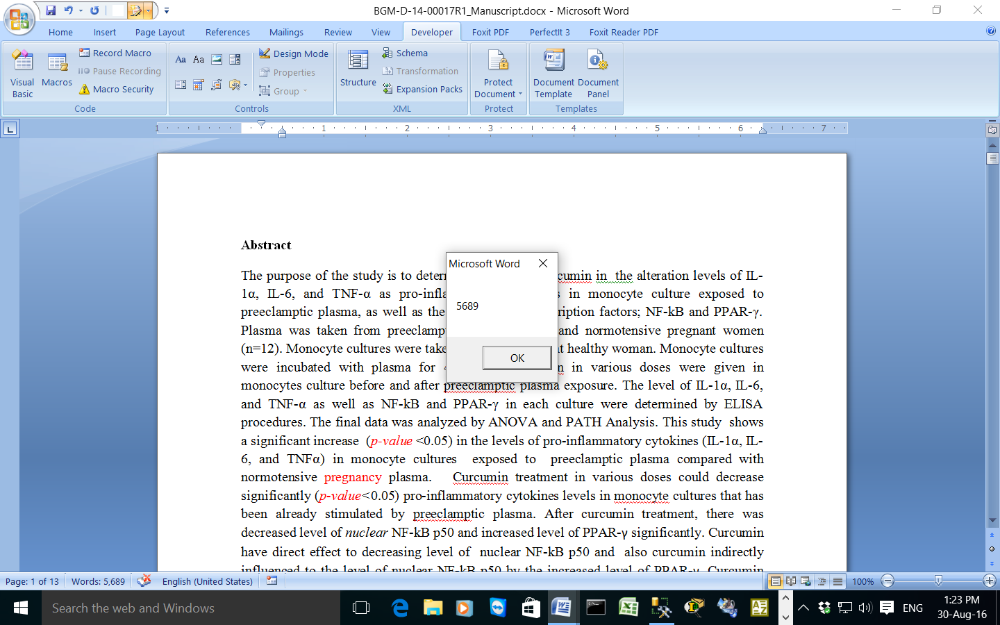 BGM-D-14-00017R1_Manuscript.docx - Microsoft Word
Home Insert Page Layout References Mailings Review View Developer Foxit PDF PerfectIt 3 Foxit Reader PDF
Visual Basic
Macros
Record Macro
Pause Recording
Macro Security
Code
Aa Aa
Design Mode
Properties
Group
Controls
Structure
Schema
Transformation
Expansion Packs
XML
Protect Document
Protect
Document Template
Document Panel
Templates
1 1 2 3 4 5 6 7
Abstract
The purpose of the study is to cumin in the alteration levels of IL-
1α, IL-6, and TNF-α as in monocyte culture exposed to
preeclamptic plasma, as well as the factors; NF-kB and PPAR-γ.
Plasma was taken from and normotensive pregnant women
(n=12). Monocyte cultures were healthy woman. Monocyte cultures
were incubated with plasma for in various doses were given in
monocytes culture before and after preeclamptic plasma exposure. The level of IL-1α, IL-6,
and TNF-α as well as NF-kB and PPAR-γ in each culture were determined by ELISA
procedures. The final data was analyzed by ANOVA and PATH Analysis. This study shows
a significant increase (p-value <0.05) in the levels of pro-inflammatory cytokines (IL-1α, IL-
6, and TNFα) in monocyte cultures exposed to preeclamptic plasma compared with
normotensive pregnancy plasma. Curcumin treatment in various doses could decrease
significantly (p-value<0.05) pro-inflammatory cytokines levels in monocyte cultures that has
been already stimulated by preeclamptic plasma. After curcumin treatment, there was
decreased level of nuclear NF-kB p50 and increased level of PPAR-γ significantly. Curcumin
have direct effect to decreasing level of nuclear NF-kB p50 and also curcumin indirectly
influenced to the level of nuclear NF-kB p50 by the increased level of PPAR-γ. Curcumin
Microsoft Word
5689
OK
Page: 1 of 13 Words: 5,689 English (United States) 100%
Search the web and Windows
ENG
1:23 PM
30-Aug-16